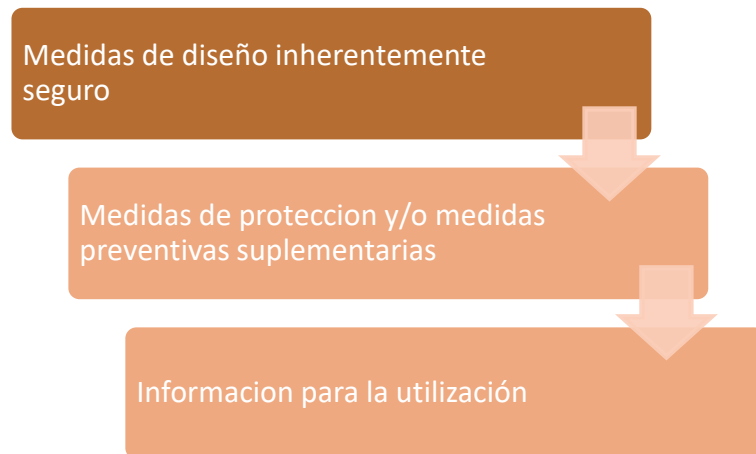 Medidas de diseño inherentemente
seguro
Medidas de proteccion y/o medidas
preventivas suplementarias
Informacion para la utilización